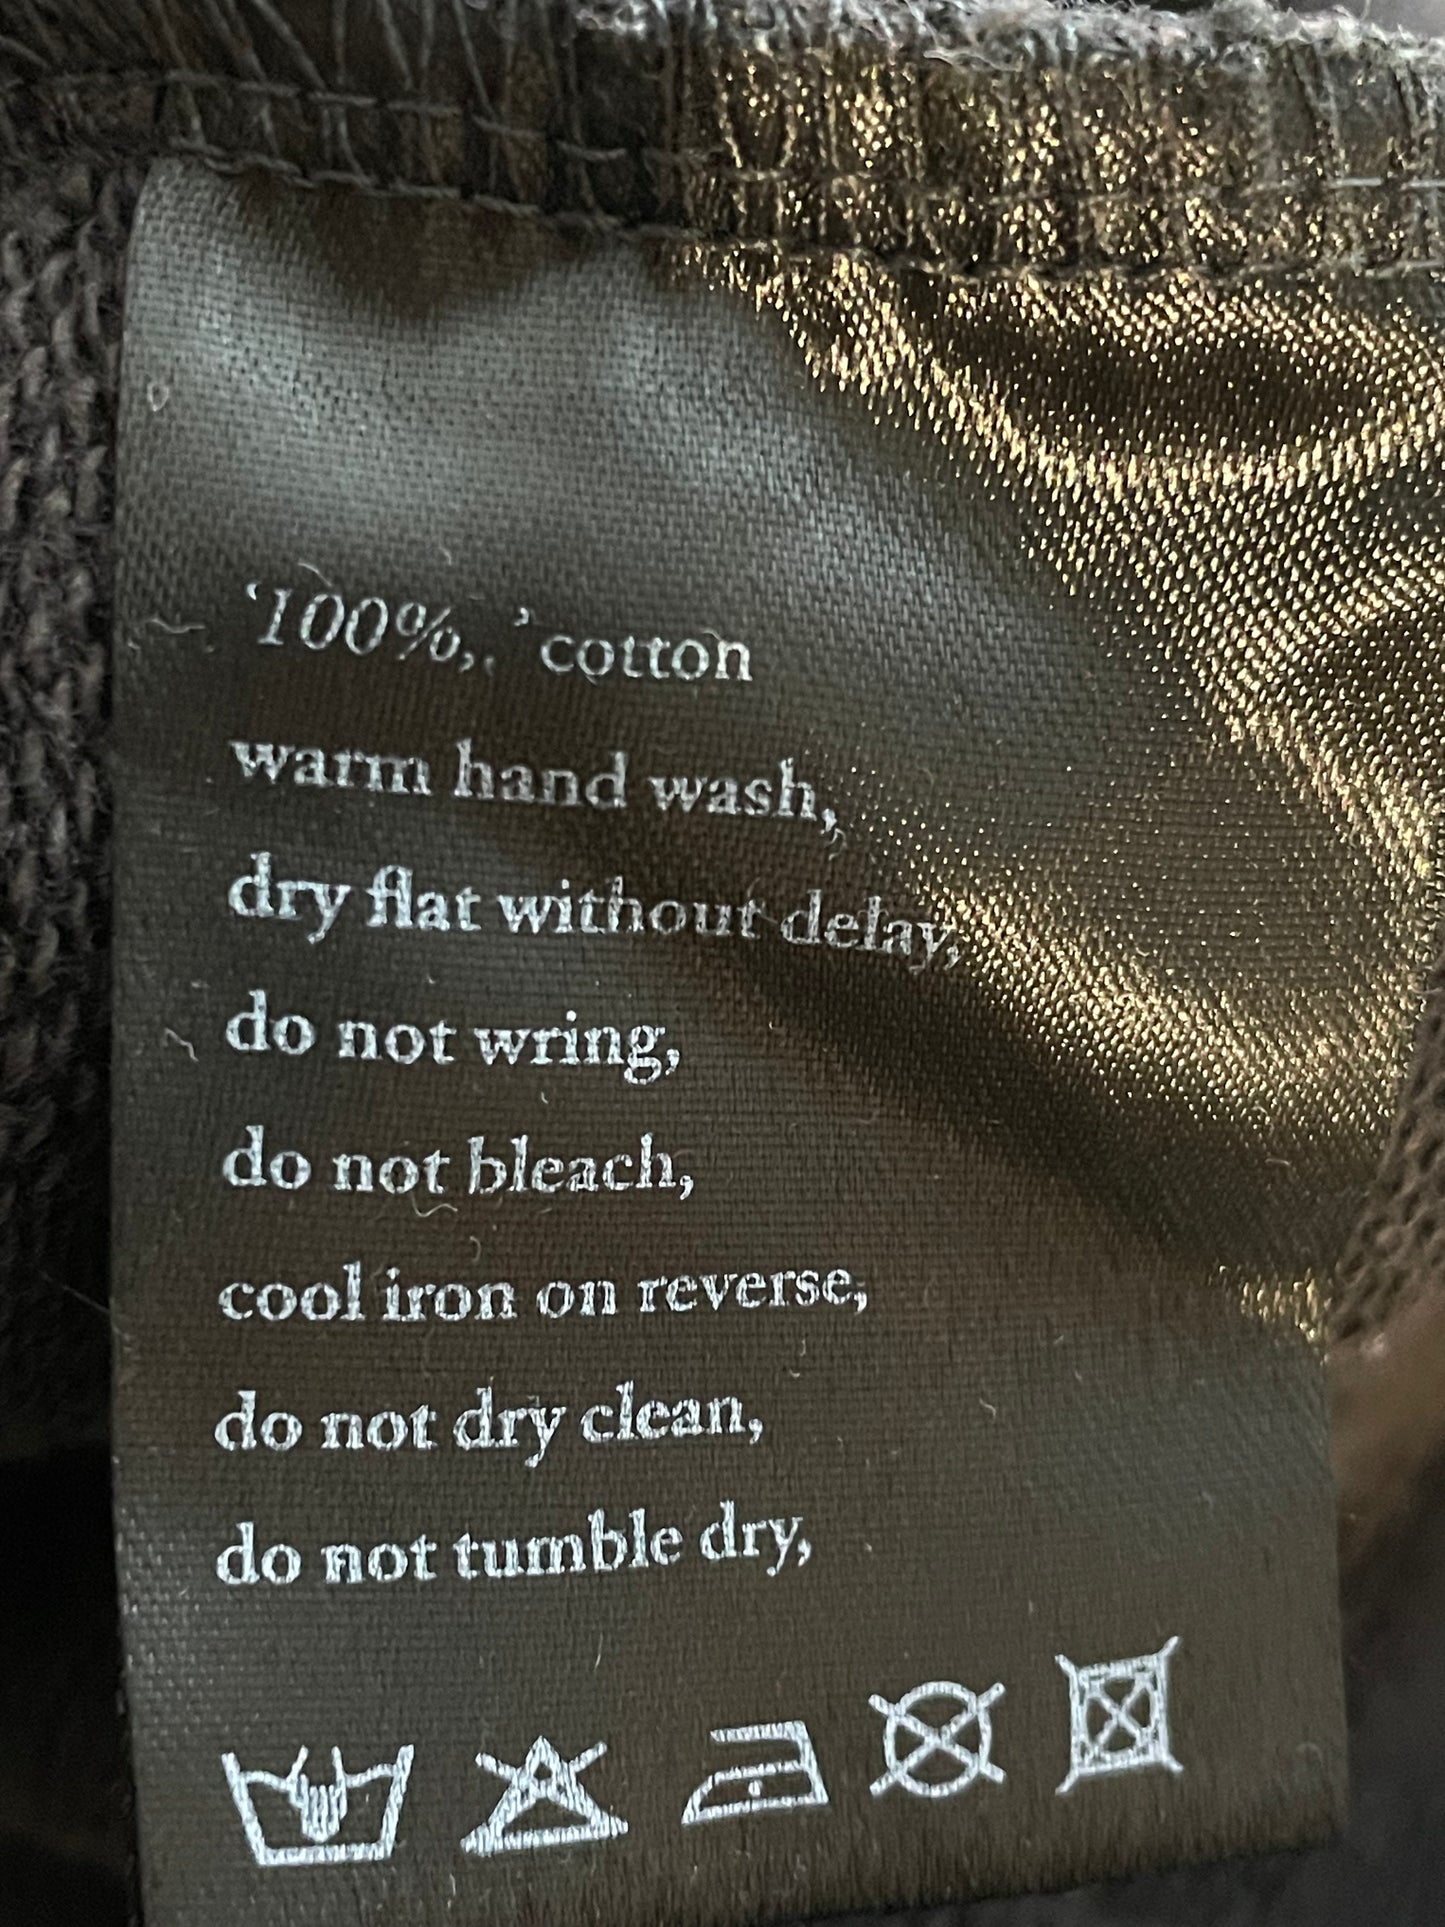 ‘100%,. ’cotton
warm hand wash,
dry flat without delay,
do not wring,
do not bleach,
cool iron on reverse,
do not dry clean,
do not tumble dry,